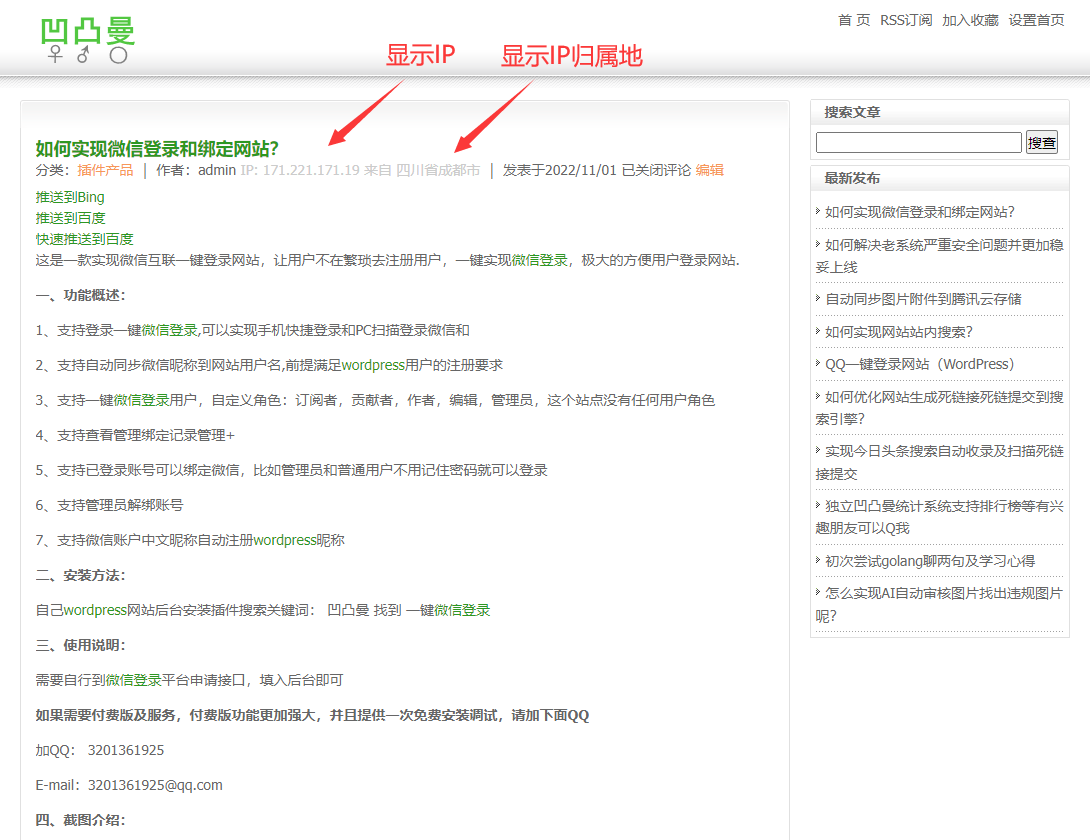 凹凸曼
♀ ♂ ○
首 页 RSS订阅 加入收藏 设置首页
显示IP 显示IP归属地
如何实现微信登录和绑定网站？
分类：插件产品 | 作者：admin IP: 171.221.171.19 来自 四川省成都市 | 发表于2022/11/01 已关闭评论 编辑
推送到Bing
推送到百度
快速推送到百度
这是一款实现微信互联一键登录网站，让用户不在繁琐去注册用户，一键实现微信登录，极大的方便用户登录网站.
一、功能概述：
1、支持登录一键微信登录,可以实现手机快捷登录和PC扫描登录微信和
2、支持自动同步微信昵称到网站用户名,前提满足wordpress用户的注册要求
3、支持一键微信登录用户，自定义角色：订阅者，贡献者，作者，编辑，管理员，这个站点没有任何用户角色
4、支持查看管理绑定记录管理+
5、支持已登录账号可以绑定微信，比如管理员和普通用户不用记住密码就可以登录
6、支持管理员解绑账号
7、支持微信账户中文昵称自动注册wordpress昵称
二、安装方法：
自己wordpress网站后台安装插件搜索关键词： 凹凸曼 找到 一键微信登录
三、使用说明：
需要自行到微信登录平台申请接口，填入后台即可
如果需要付费版及服务，付费版功能更加强大，并且提供一次免费安装调试，请加下面QQ
加QQ： 3201361925
E-mail：3201361925@qq.com
四、截图介绍：
搜索文章
搜查
最新发布
如何实现微信登录和绑定网站？
如何解决老系统严重安全问题并更加稳
妥上线
自动同步图片附件到腾讯云存储
如何实现网站站内搜索？
QQ一键登录网站（WordPress）
如何优化网站生成死链接死链提交到搜
索引擎？
实现今日头条搜索自动收录及扫描死链
接提交
独立凹凸曼统计系统支持排行榜等有兴
趣朋友可以Q我
初次尝试golang聊两句及学习心得
怎么实现AI自动审核图片找出违规图片
呢？